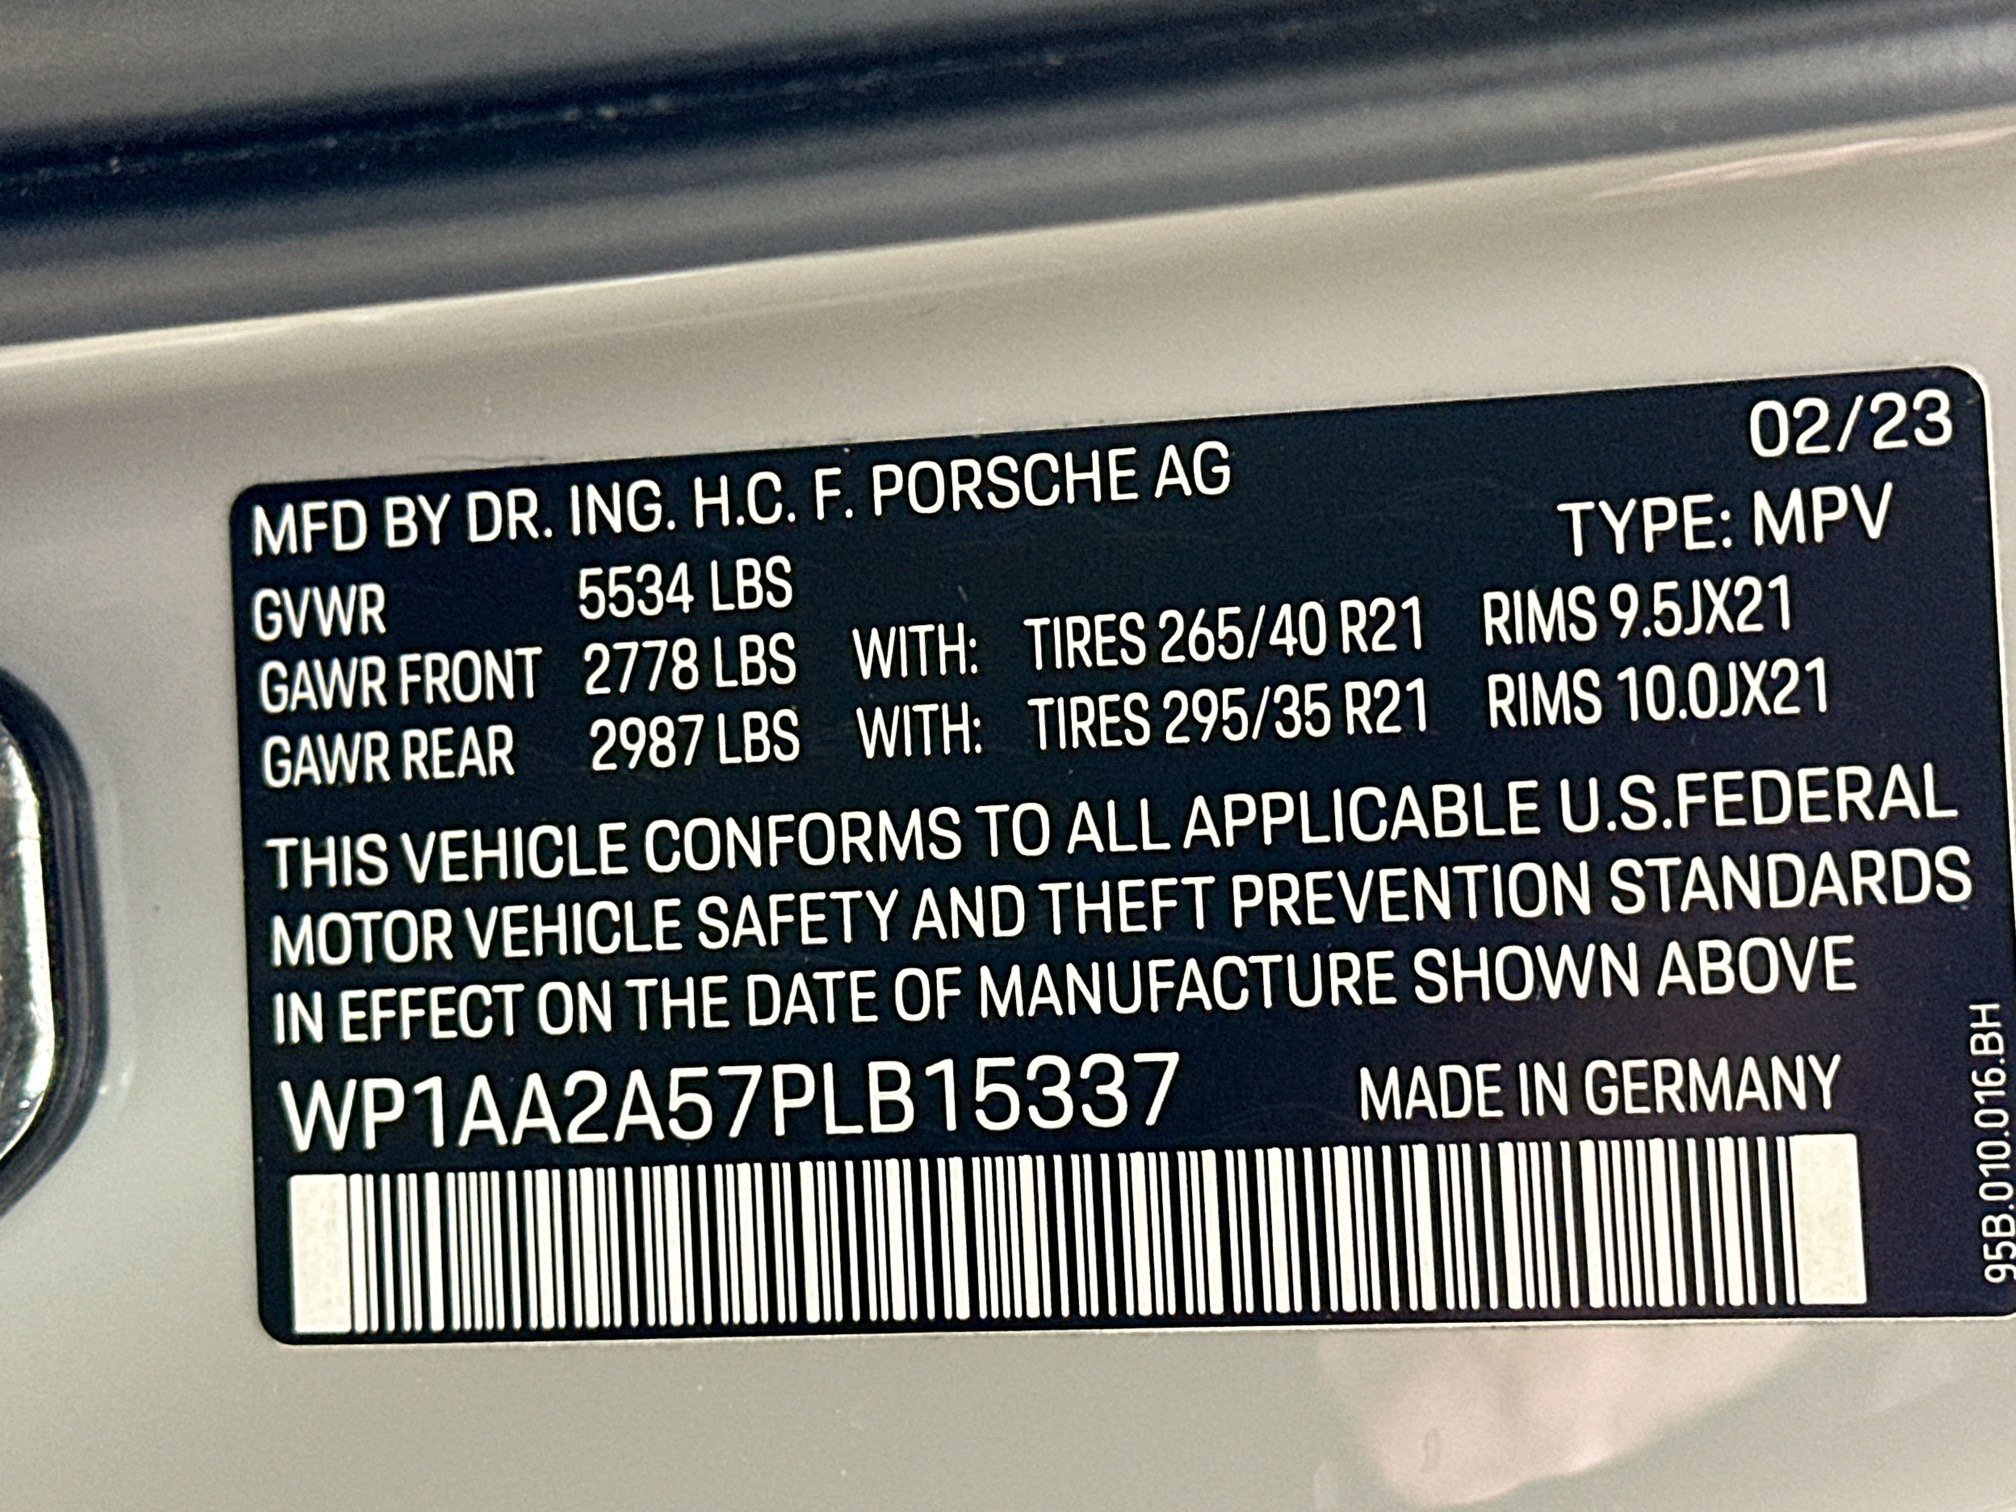 02/23
MFD BY DR. ING. H.C. F. PORSCHE AG
TYPE: MPV
GVWR 5534 LBS
GAWR FRONT 2778 LBS WITH: TIRES 265/40 R21 RIMS 9.5JX21
GAWR REAR 2987 LBS WITH: TIRES 295/35 R21 RIMS 10.0JX21
THIS VEHICLE CONFORMS TO ALL APPLICABLE U.S.FEDERAL
MOTOR VEHICLE SAFETY AND THEFT PREVENTION STANDARDS
IN EFFECT ON THE DATE OF MANUFACTURE SHOWN ABOVE
WP1AA2A57PLB15337 MADE IN GERMANY
95B.010.016.BH